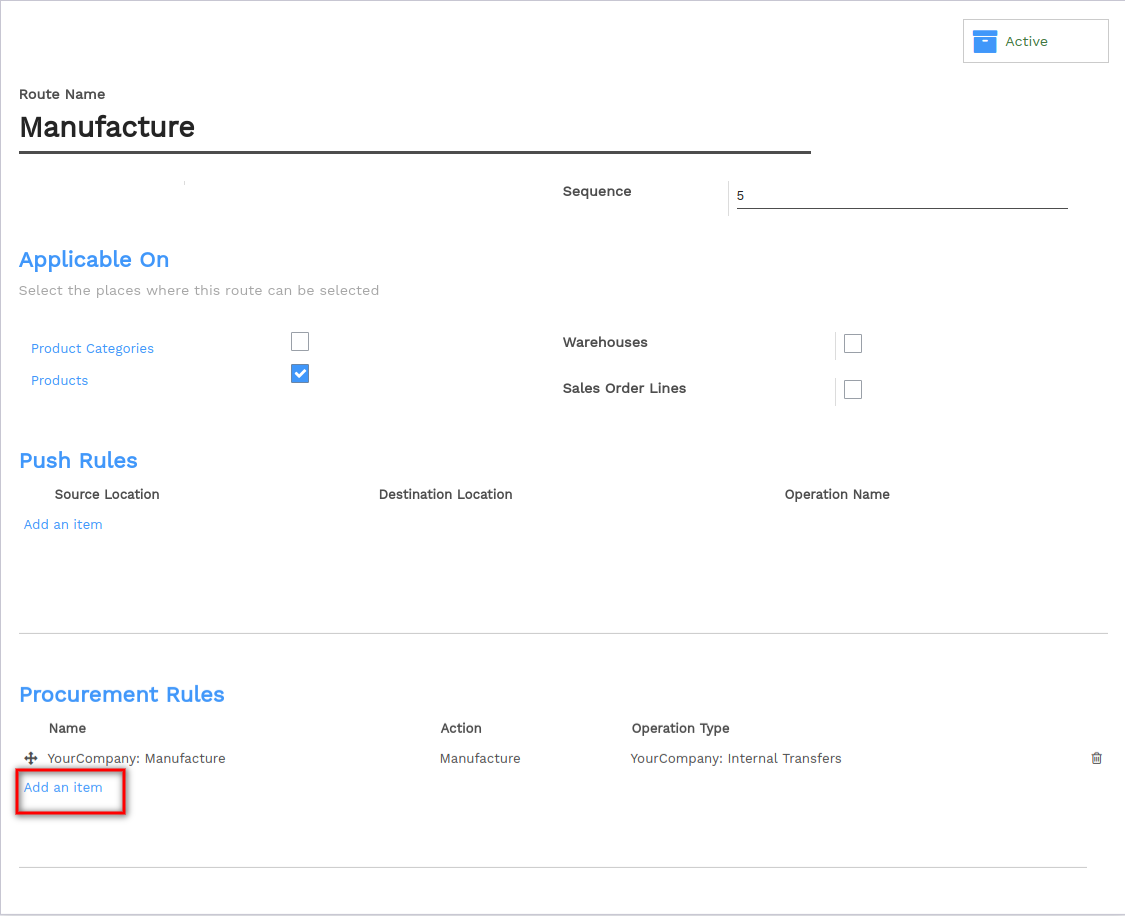 Active
Route Name
Manufacture
Sequence
5
Applicable On
Select the places where this route can be selected
Product Categories
Warehouses
Products
Sales Order Lines
Push Rules
Source Location Destination Location Operation Name
Add an item
Procurement Rules
Name Action Operation Type
YourCompany: Manufacture Manufacture YourCompany: Internal Transfers
Add an item